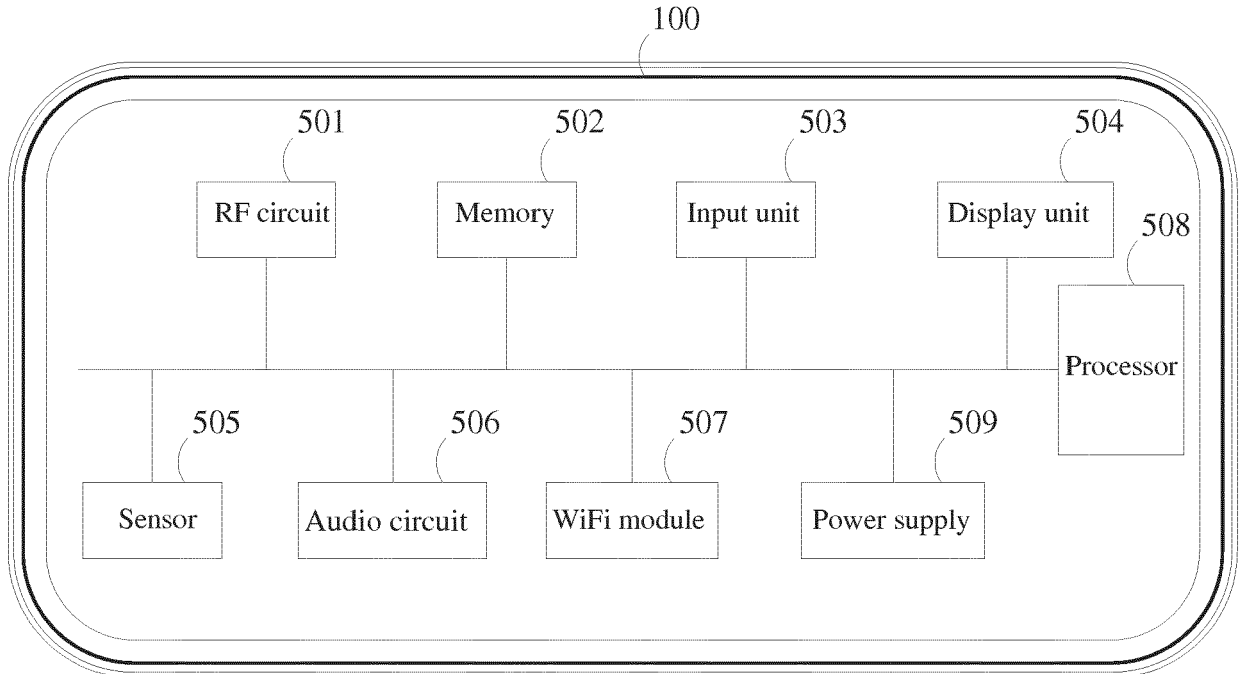 100
501 502 503 504
RF circuit Memory Input unit Display unit
508
Processor
505 506 507 509
Sensor Audio circuit WiFi module Power supply